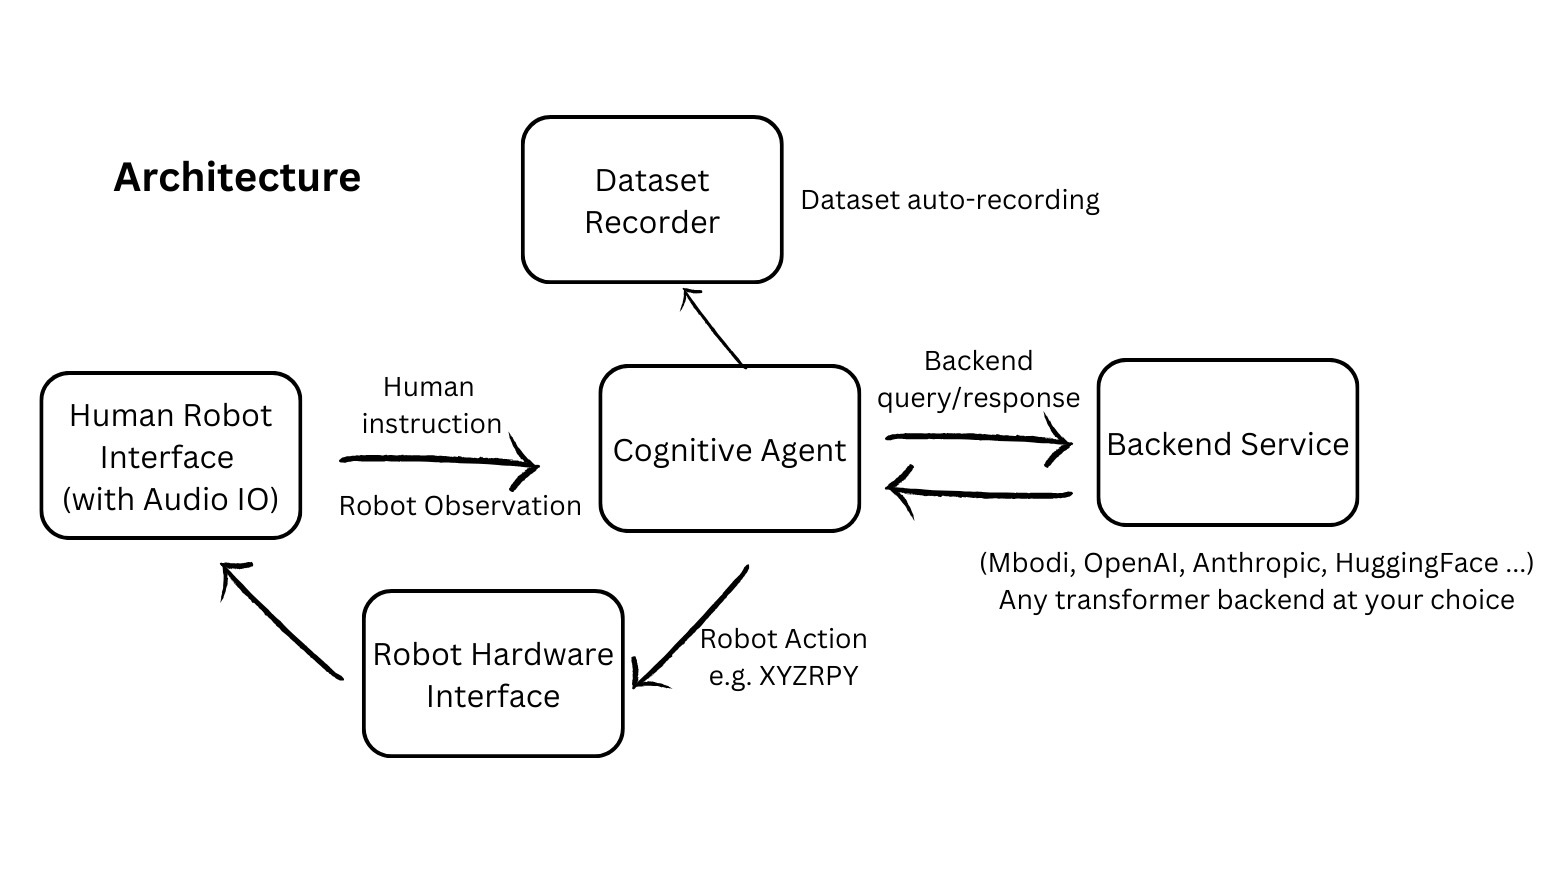 Architecture
Dataset
Recorder
Dataset auto-recording
Human Robot
Interface
(with Audio IO)
Human
instruction
Robot Observation
Cognitive Agent
Backend
query/response
Backend Service
(Mbodi, OpenAI, Anthropic, HuggingFace ...)
Any transformer backend at your choice
Robot Hardware
Interface
Robot Action
e.g. XYZRPY